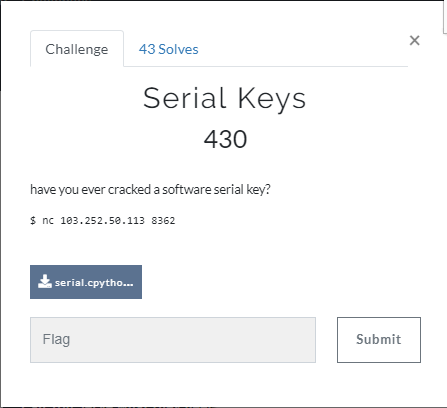 Challenge
43 Solves
×
Serial Keys
430
have you ever cracked a software serial key?
$ nc 103.252.50.113 8362
serial.cpytho...
Flag
Submit